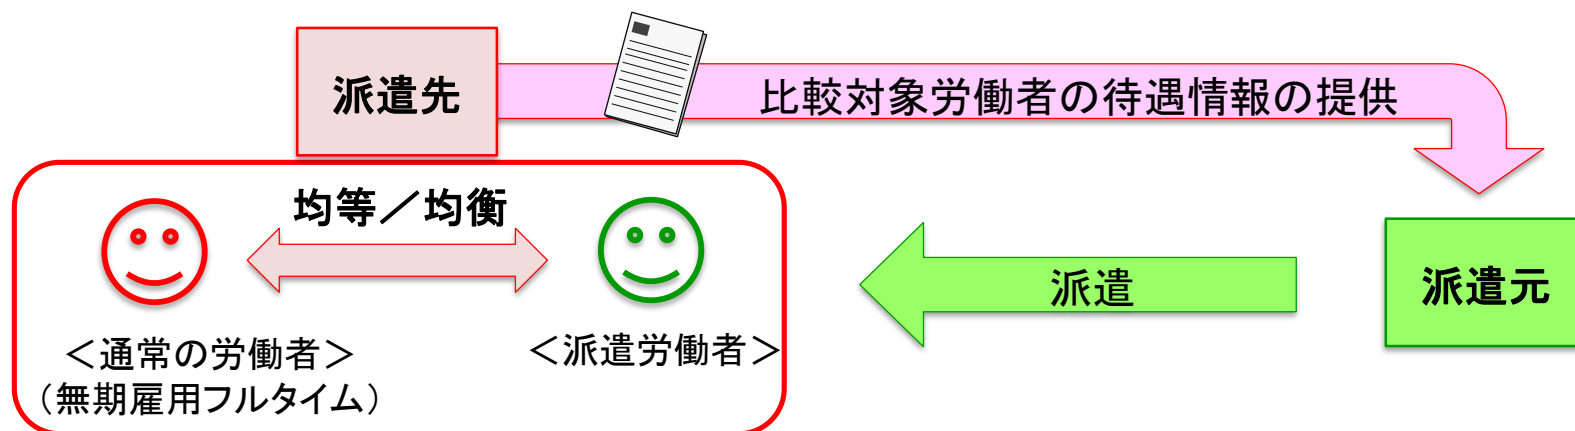 派遣先
比較対象労働者の待遇情報の提供
均等／均衡
派遣
派遣元
＜通常の労働者＞
（無期雇用フルタイム）
＜派遣労働者＞